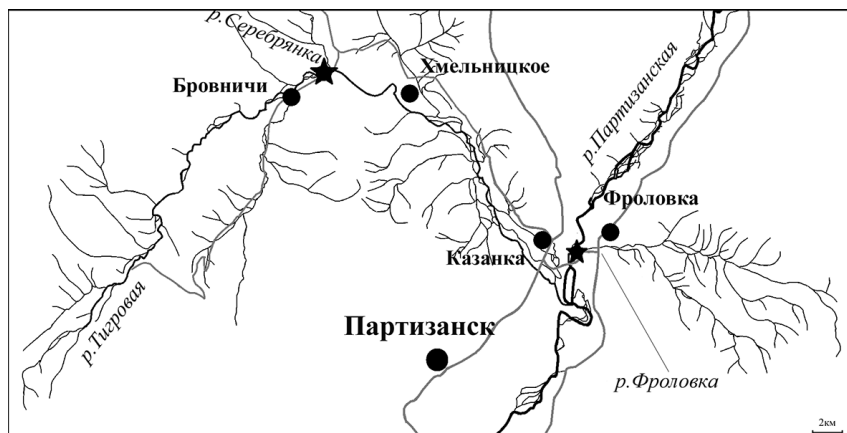 р.Серебрянка
Хмельницкое
Бровничи
р.Партизанская
Фроловка
Казанка
р.Тигровая
Партизанск
р.Фроловка
2км